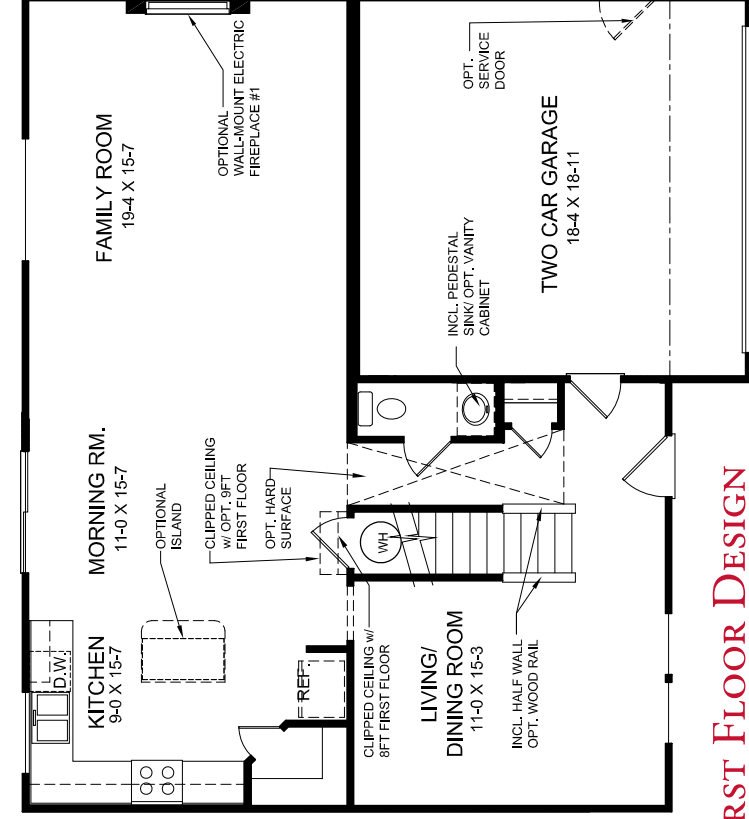 FAMILY ROOM
19-4 X 15-7
OPTIONAL
WALL-MOUNT ELECTRIC
FIREPLACE #1
OPT.
SERVICE
DOOR
TWO CAR GARAGE
18-4 X 18-11
INCL. PEDESTAL
SINK/ OPT. VANITY
CABINET
MORNING RM.
11-0 X 15-7
OPTIONAL
ISLAND
CLIPPED CEILING
w/ OPT. 9FT
FIRST FLOOR
OPT. HARD
SURFACE
WH
KITCHEN
9-0 X 15-7
D.W.
REF.
CLIPPED CEILING w/
8FT FIRST FLOOR
LIVING/
DINING ROOM
11-0 X 15-3
INCL. HALF WALL
OPT. WOOD RAIL
RST FLOOR DESIGN